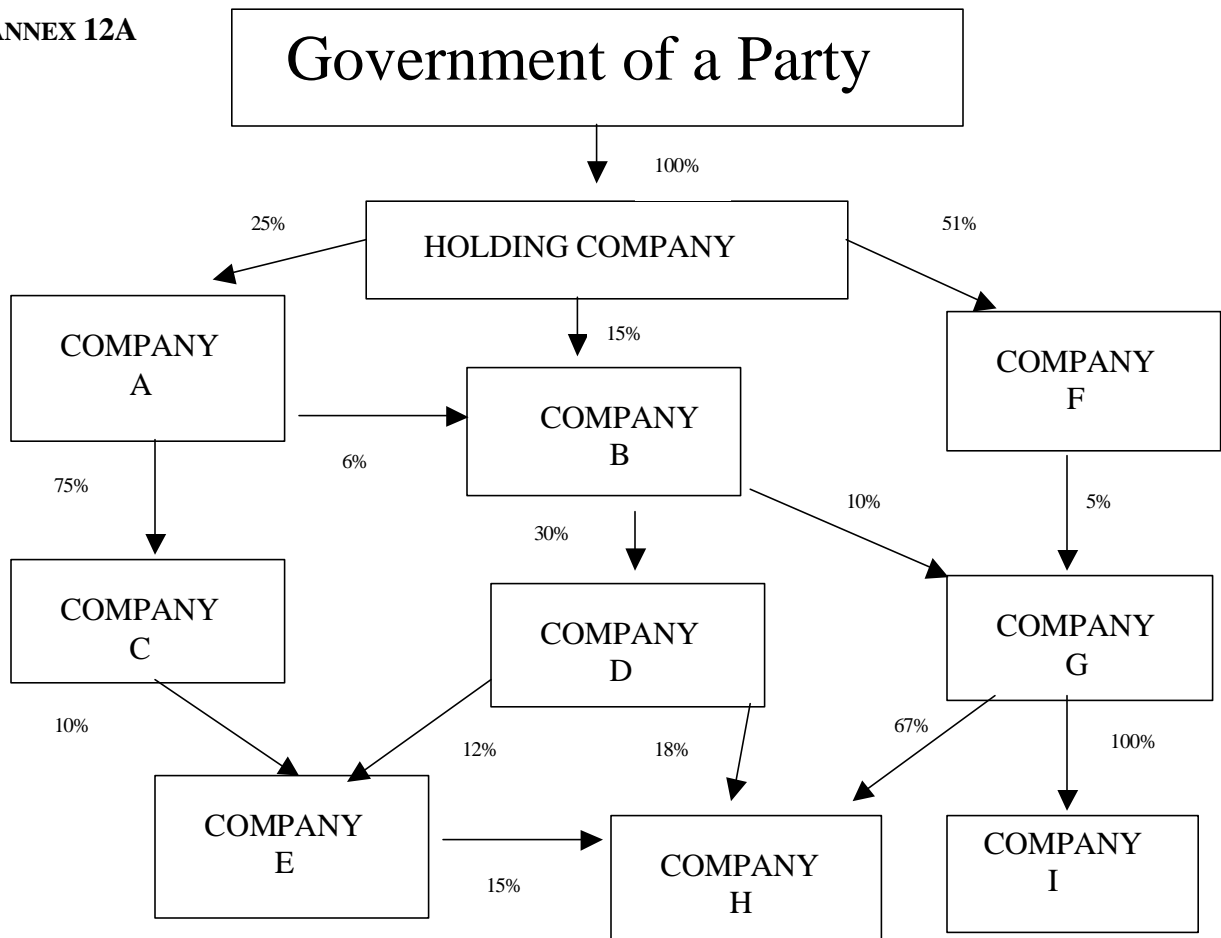 ANNEX 12A
Government of a Party
100%
25%
HOLDING COMPANY
51%
15%
COMPANY
A
COMPANY
F
COMPANY
B
6%
75%
10%
5%
30%
COMPANY
C
COMPANY
D
COMPANY
G
10%
12%
18%
67%
100%
COMPANY
E
15%
COMPANY
H
COMPANY
I